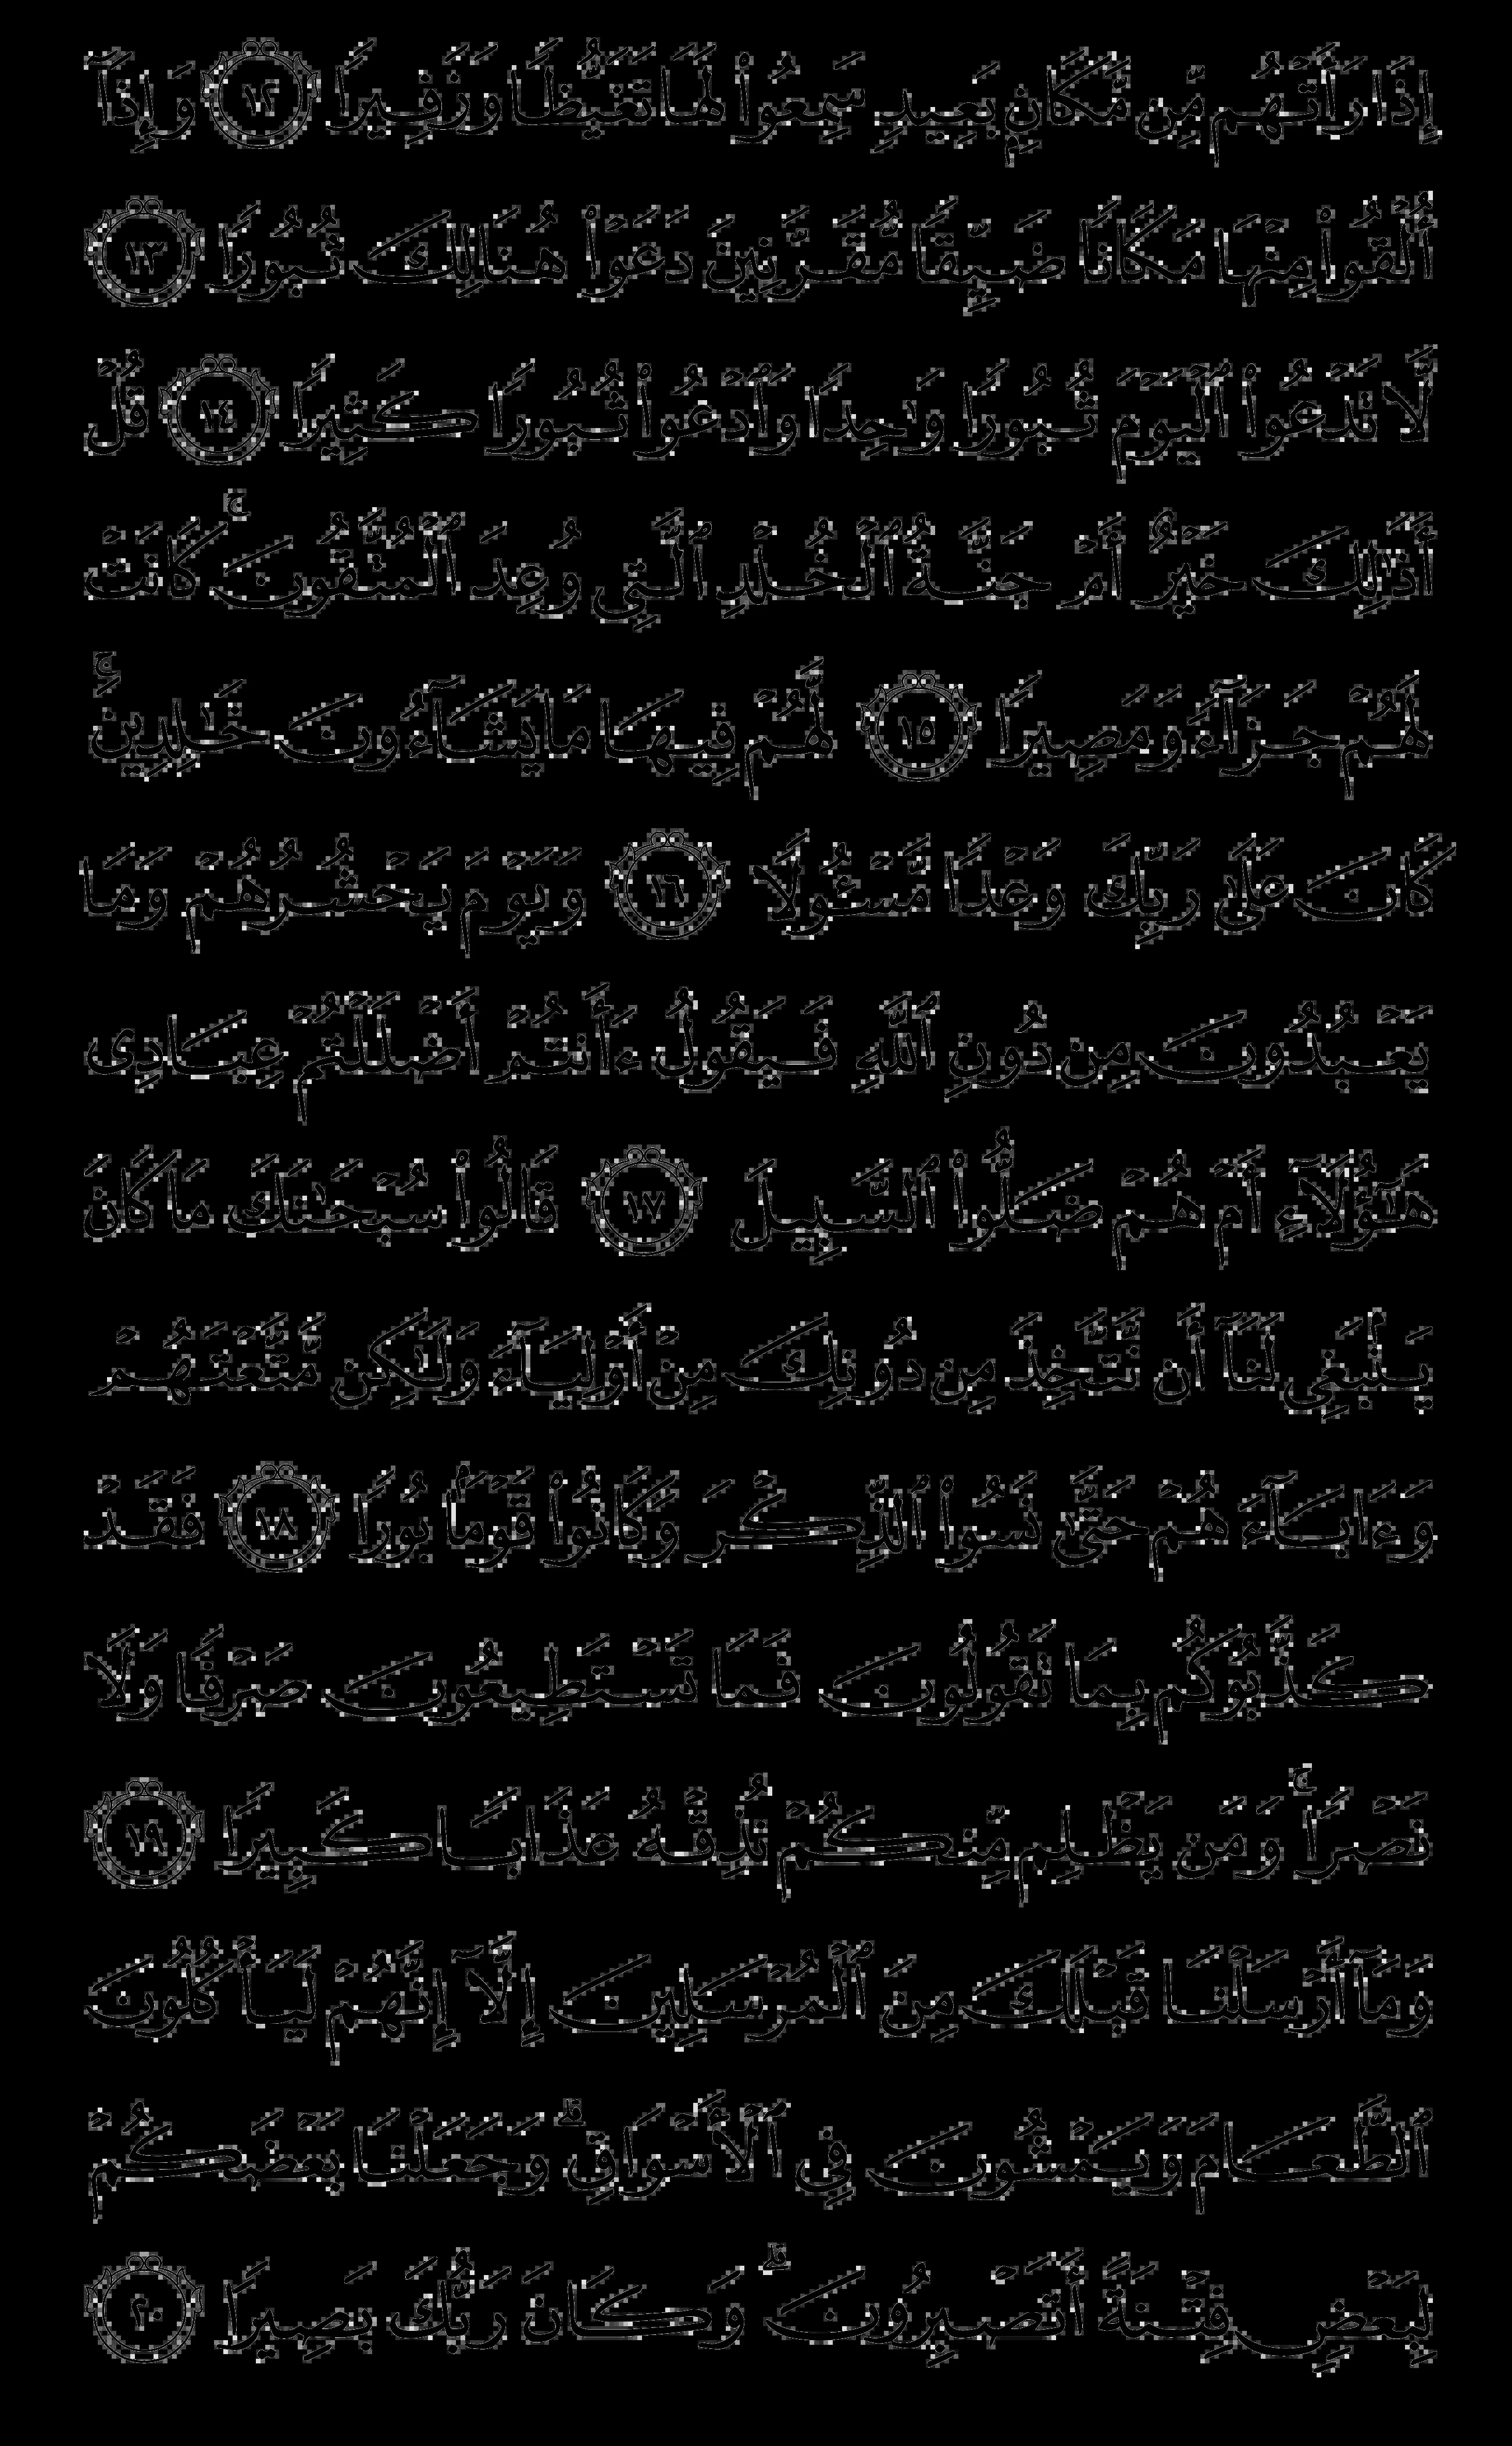 إِذَا رَأَتْهُم مِّن مَّكَانٍۭ بَعِيدٍ سَمِعُوا۟ لَهَا تَغَيُّظًا وَزَفِيرًا ١٢ وَإِذَآ
أُلْقُوا۟ مِنْهَا مَكَانًا ضَيِّقًا مُّقَرَّنِينَ دَعَوْا۟ هُنَالِكَ ثُبُورًا ١٣
لَّا تَدْعُوا۟ ٱلْيَوْمَ ثُبُورًا وَٰحِدًا وَٱدْعُوا۟ ثُبُورًا كَثِيرًا ١٤ قُلْ
أَذَٰلِكَ خَيْرٌ أَمْ جَنَّةُ ٱلْخُلْدِ ٱلَّتِى وُعِدَ ٱلْمُتَّقُونَ ۚ كَانَتْ
لَهُمْ جَزَآءً وَمَصِيرًا ١٥ لَّهُمْ فِيهَا مَا يَشَآءُونَ خَٰلِدِينَ ۚ
كَانَ عَلَىٰ رَبِّكَ وَعْدًا مَّسْـُٔولًا ١٦ وَيَوْمَ يَحْشُرُهُمْ وَمَا
يَعْبُدُونَ مِن دُونِ ٱللَّهِ فَيَقُولُ ءَأَنتُمْ أَضْلَلْتُمْ عِبَادِى
هَٰٓؤُلَآءِ أَمْ هُمْ ضَلُّوا۟ ٱلسَّبِيلَ ١٧ قَالُوا۟ سُبْحَٰنَكَ مَا كَانَ
يَنۢبَغِى لَنَآ أَن نَّتَّخِذَ مِن دُونِكَ مِنْ أَوْلِيَآءَ وَلَٰكِن مَّتَّعْتَهُمْ
وَءَابَآءَهُمْ حَتَّىٰ نَسُوا۟ ٱلذِّكْرَ وَكَانُوا۟ قَوْمًۢا بُورًا ١٨ فَقَدْ
كَذَّبُوكُم بِمَا تَقُولُونَ فَمَا تَسْتَطِيعُونَ صَرْفًا وَلَا
نَصْرًا ۚ وَمَن يَظْلِم مِّنكُمْ نُذِقْهُ عَذَابًا كَبِيرًا ١٩
وَمَآ أَرْسَلْنَا قَبْلَكَ مِنَ ٱلْمُرْسَلِينَ إِلَّآ إِنَّهُمْ لَيَأْكُلُونَ
ٱلطَّعَامَ وَيَمْشُونَ فِى ٱلْأَسْوَاقِ ۗ وَجَعَلْنَا بَعْضَكُمْ
لِبَعْضٍ فِتْنَةً أَتَصْبِرُونَ ۗ وَكَانَ رَبُّكَ بَصِيرًا ٢٠